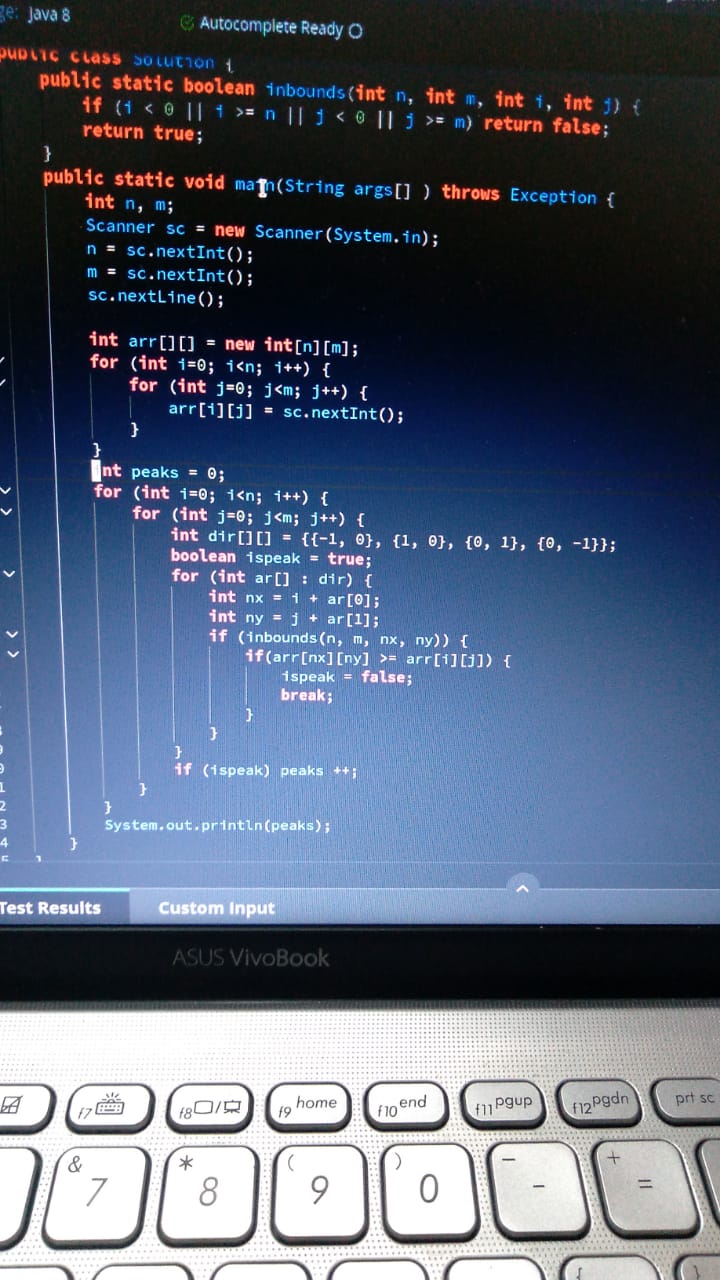 ge: Java 8
Autocomplete Ready
public class Solution {
public static boolean inbounds(int n, int m, int i, int j) {
if (i < 0 || i >= n || j < 0 || j >= m) return false;
return true;
}
public static void main(String args[] ) throws Exception {
int n, m;
Scanner sc = new Scanner(System.in);
n = sc.nextInt();
m = sc.nextInt();
sc.nextLine();
int arr[][] = new int[n][m];
for (int i=0; i<n; i++) {
for (int j=0; j<m; j++) {
arr[i][j] = sc.nextInt();
}
}
int peaks = 0;
for (int i=0; i<n; i++) {
for (int j=0; j<m; j++) {
int dir[][] = {{-1, 0}, {1, 0}, {0, 1}, {0, -1}};
boolean ispeak = true;
for (int ar[] : dir) {
int nx = i + ar[0];
int ny = j + ar[1];
if (inbounds(n, m, nx, ny)) {
if(arr[nx][ny] >= arr[i][j]) {
ispeak = false;
break;
}
}
}
if (ispeak) peaks ++;
}
2 }
3 System.out.println(peaks);
4 }
Test Results Custom Input
ASUS VivoBook
f7 f8 f9 home f10 end f11 pgup f12 pgdn prt sc
& 7 * 8 ( 9 ) 0 _ - + =
{ }